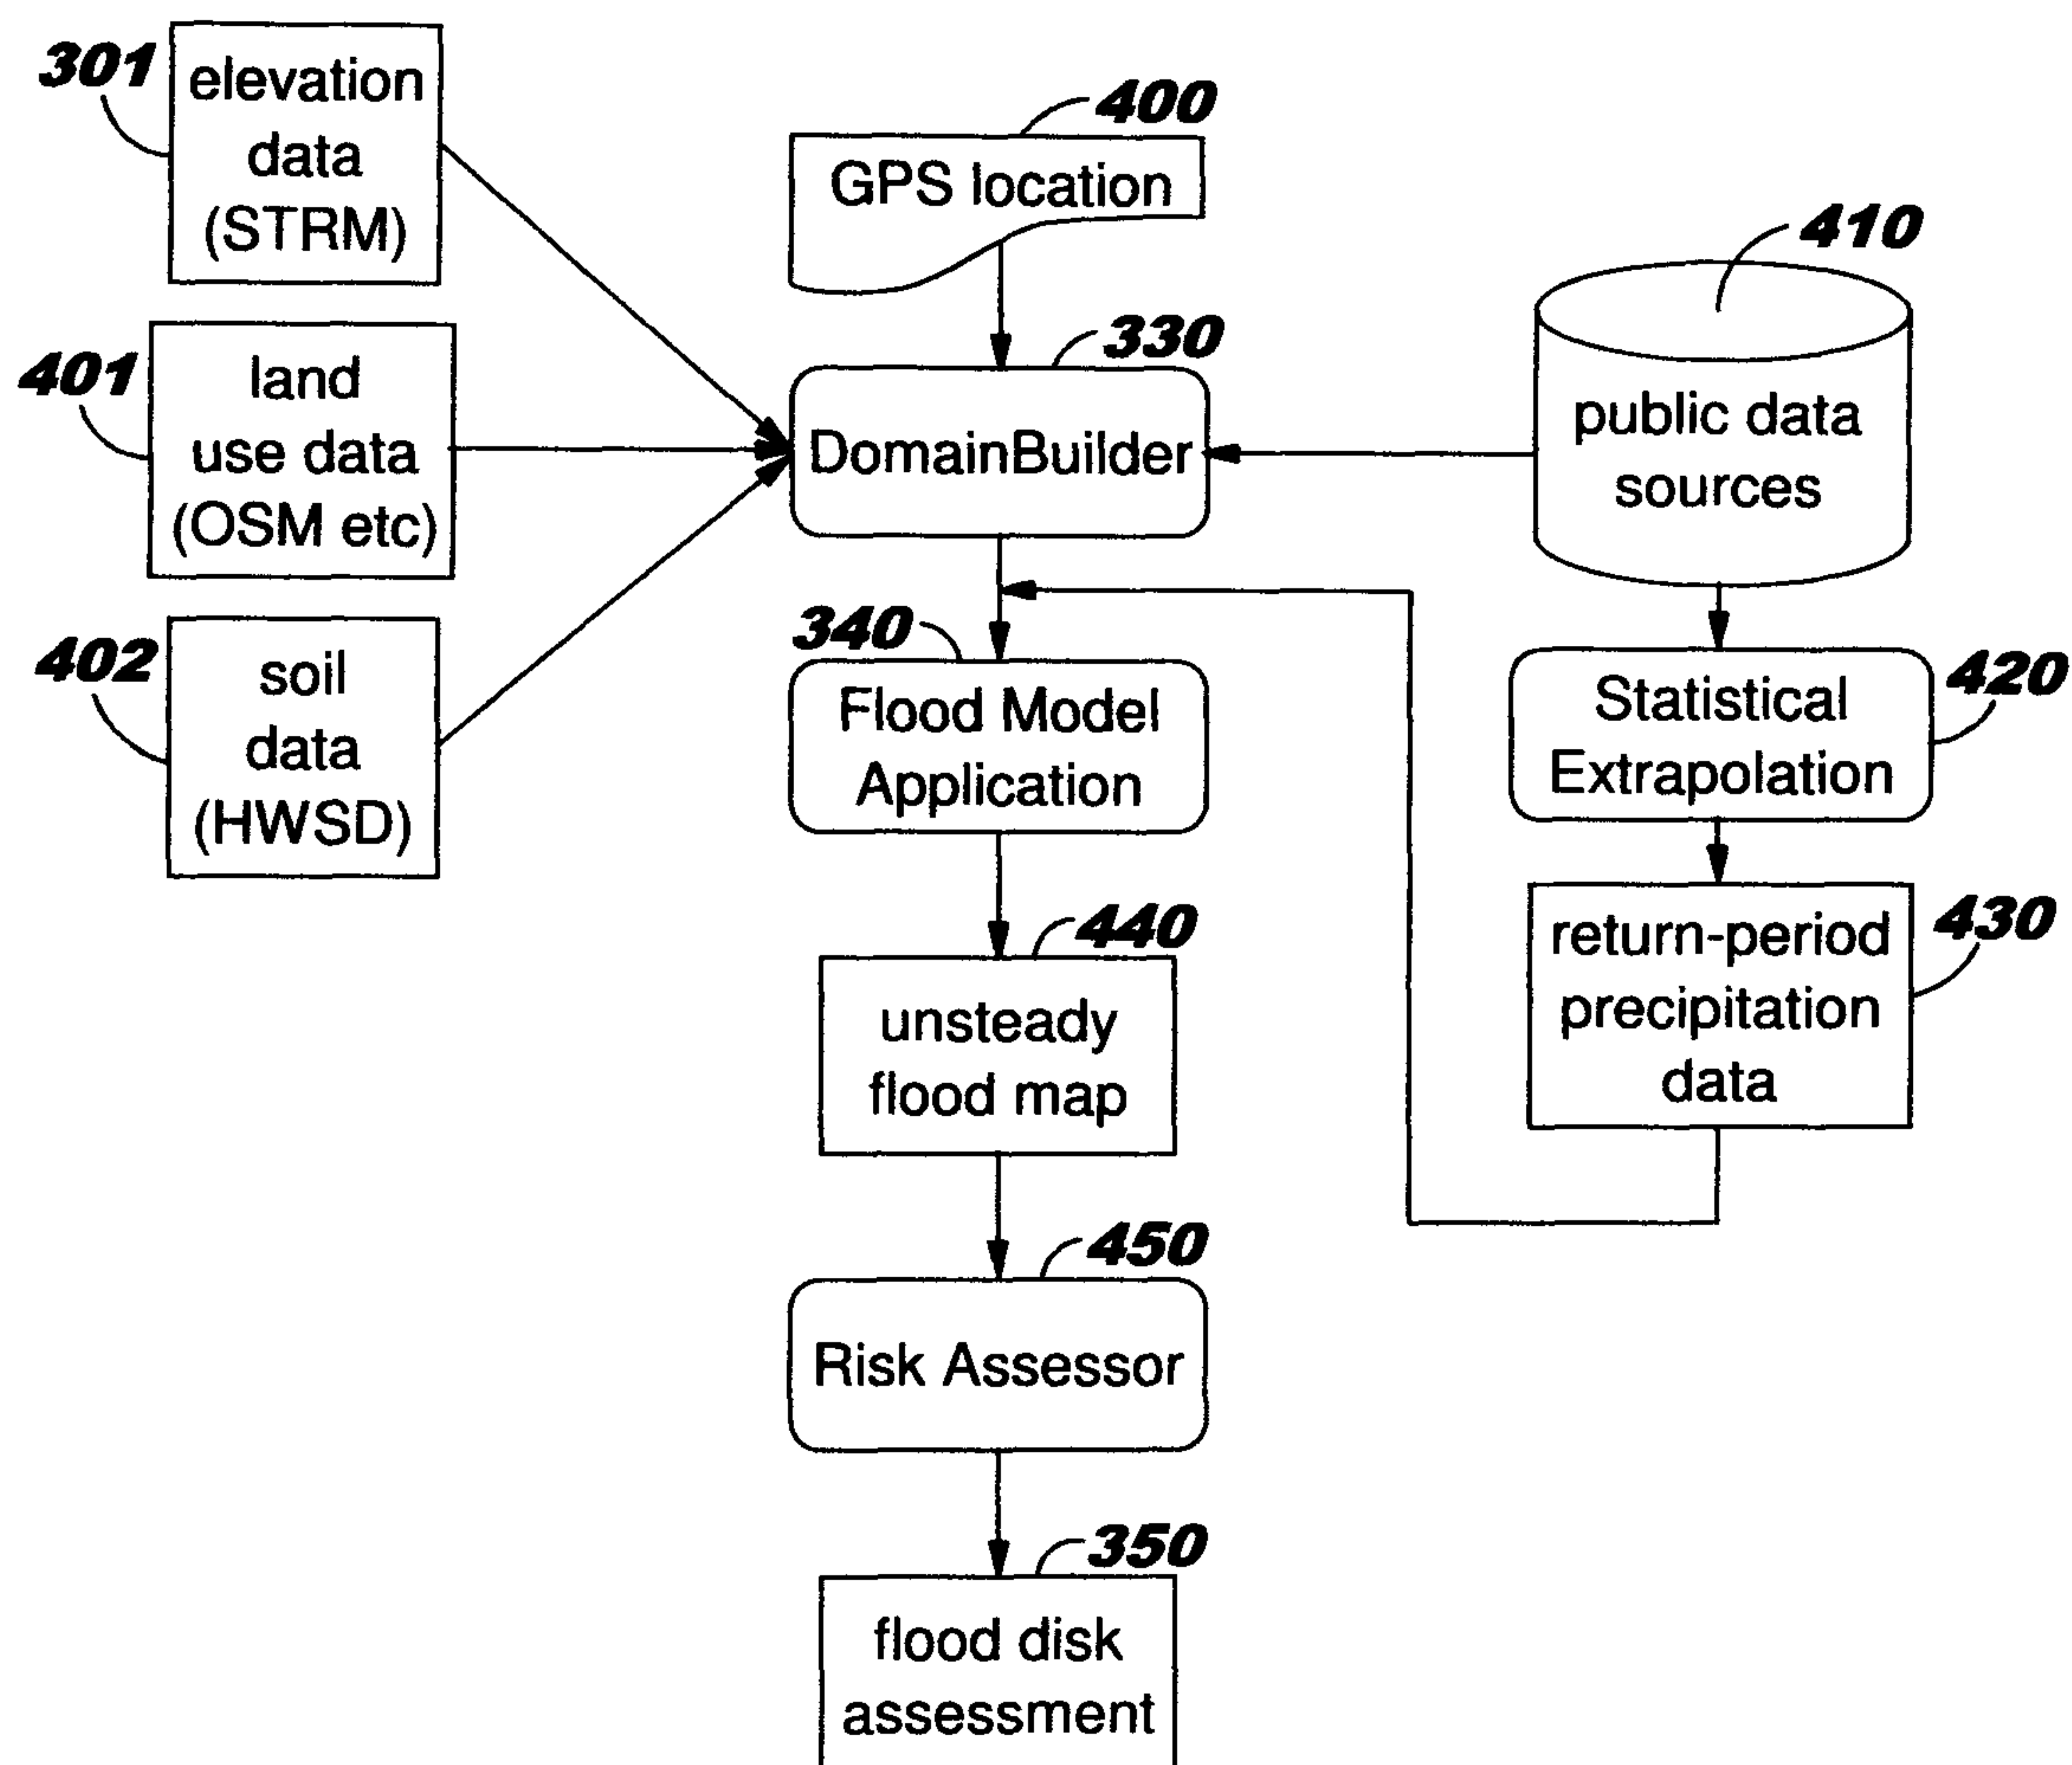 301
elevation
data
(STRM)
400
GPS location
410
public data
sources
401
land
use data
(OSM etc)
330
DomainBuilder
402
soil
data
(HWSD)
340
Flood Model
Application
420
Statistical
Extrapolation
430
return-period
precipitation
data
440
unsteady
flood map
450
Risk Assessor
350
flood disk
assessment